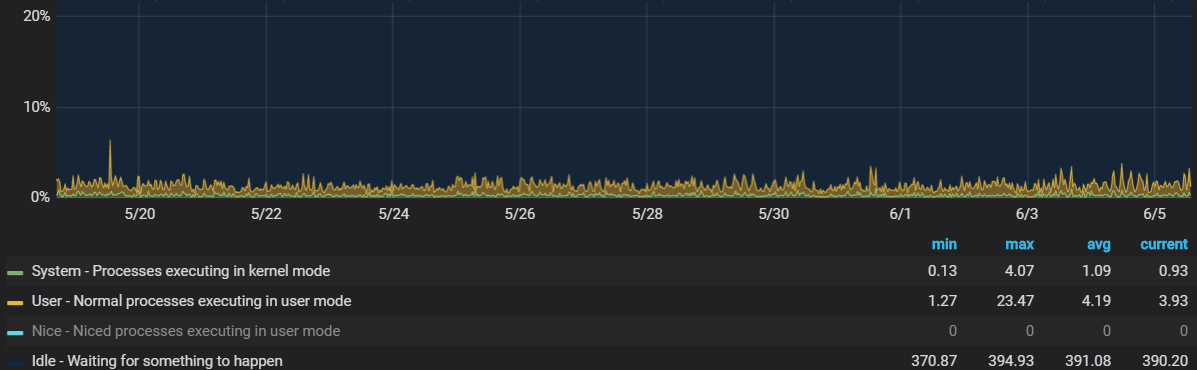 20%
10%
0%
5/20 5/22 5/24 5/26 5/28 5/30 6/1 6/3 6/5
min max avg current
System - Processes executing in kernel mode 0.13 4.07 1.09 0.93
User - Normal processes executing in user mode 1.27 23.47 4.19 3.93
Nice - Niced processes executing in user mode 0 0 0 0
Idle - Waiting for something to happen 370.87 394.93 391.08 390.20